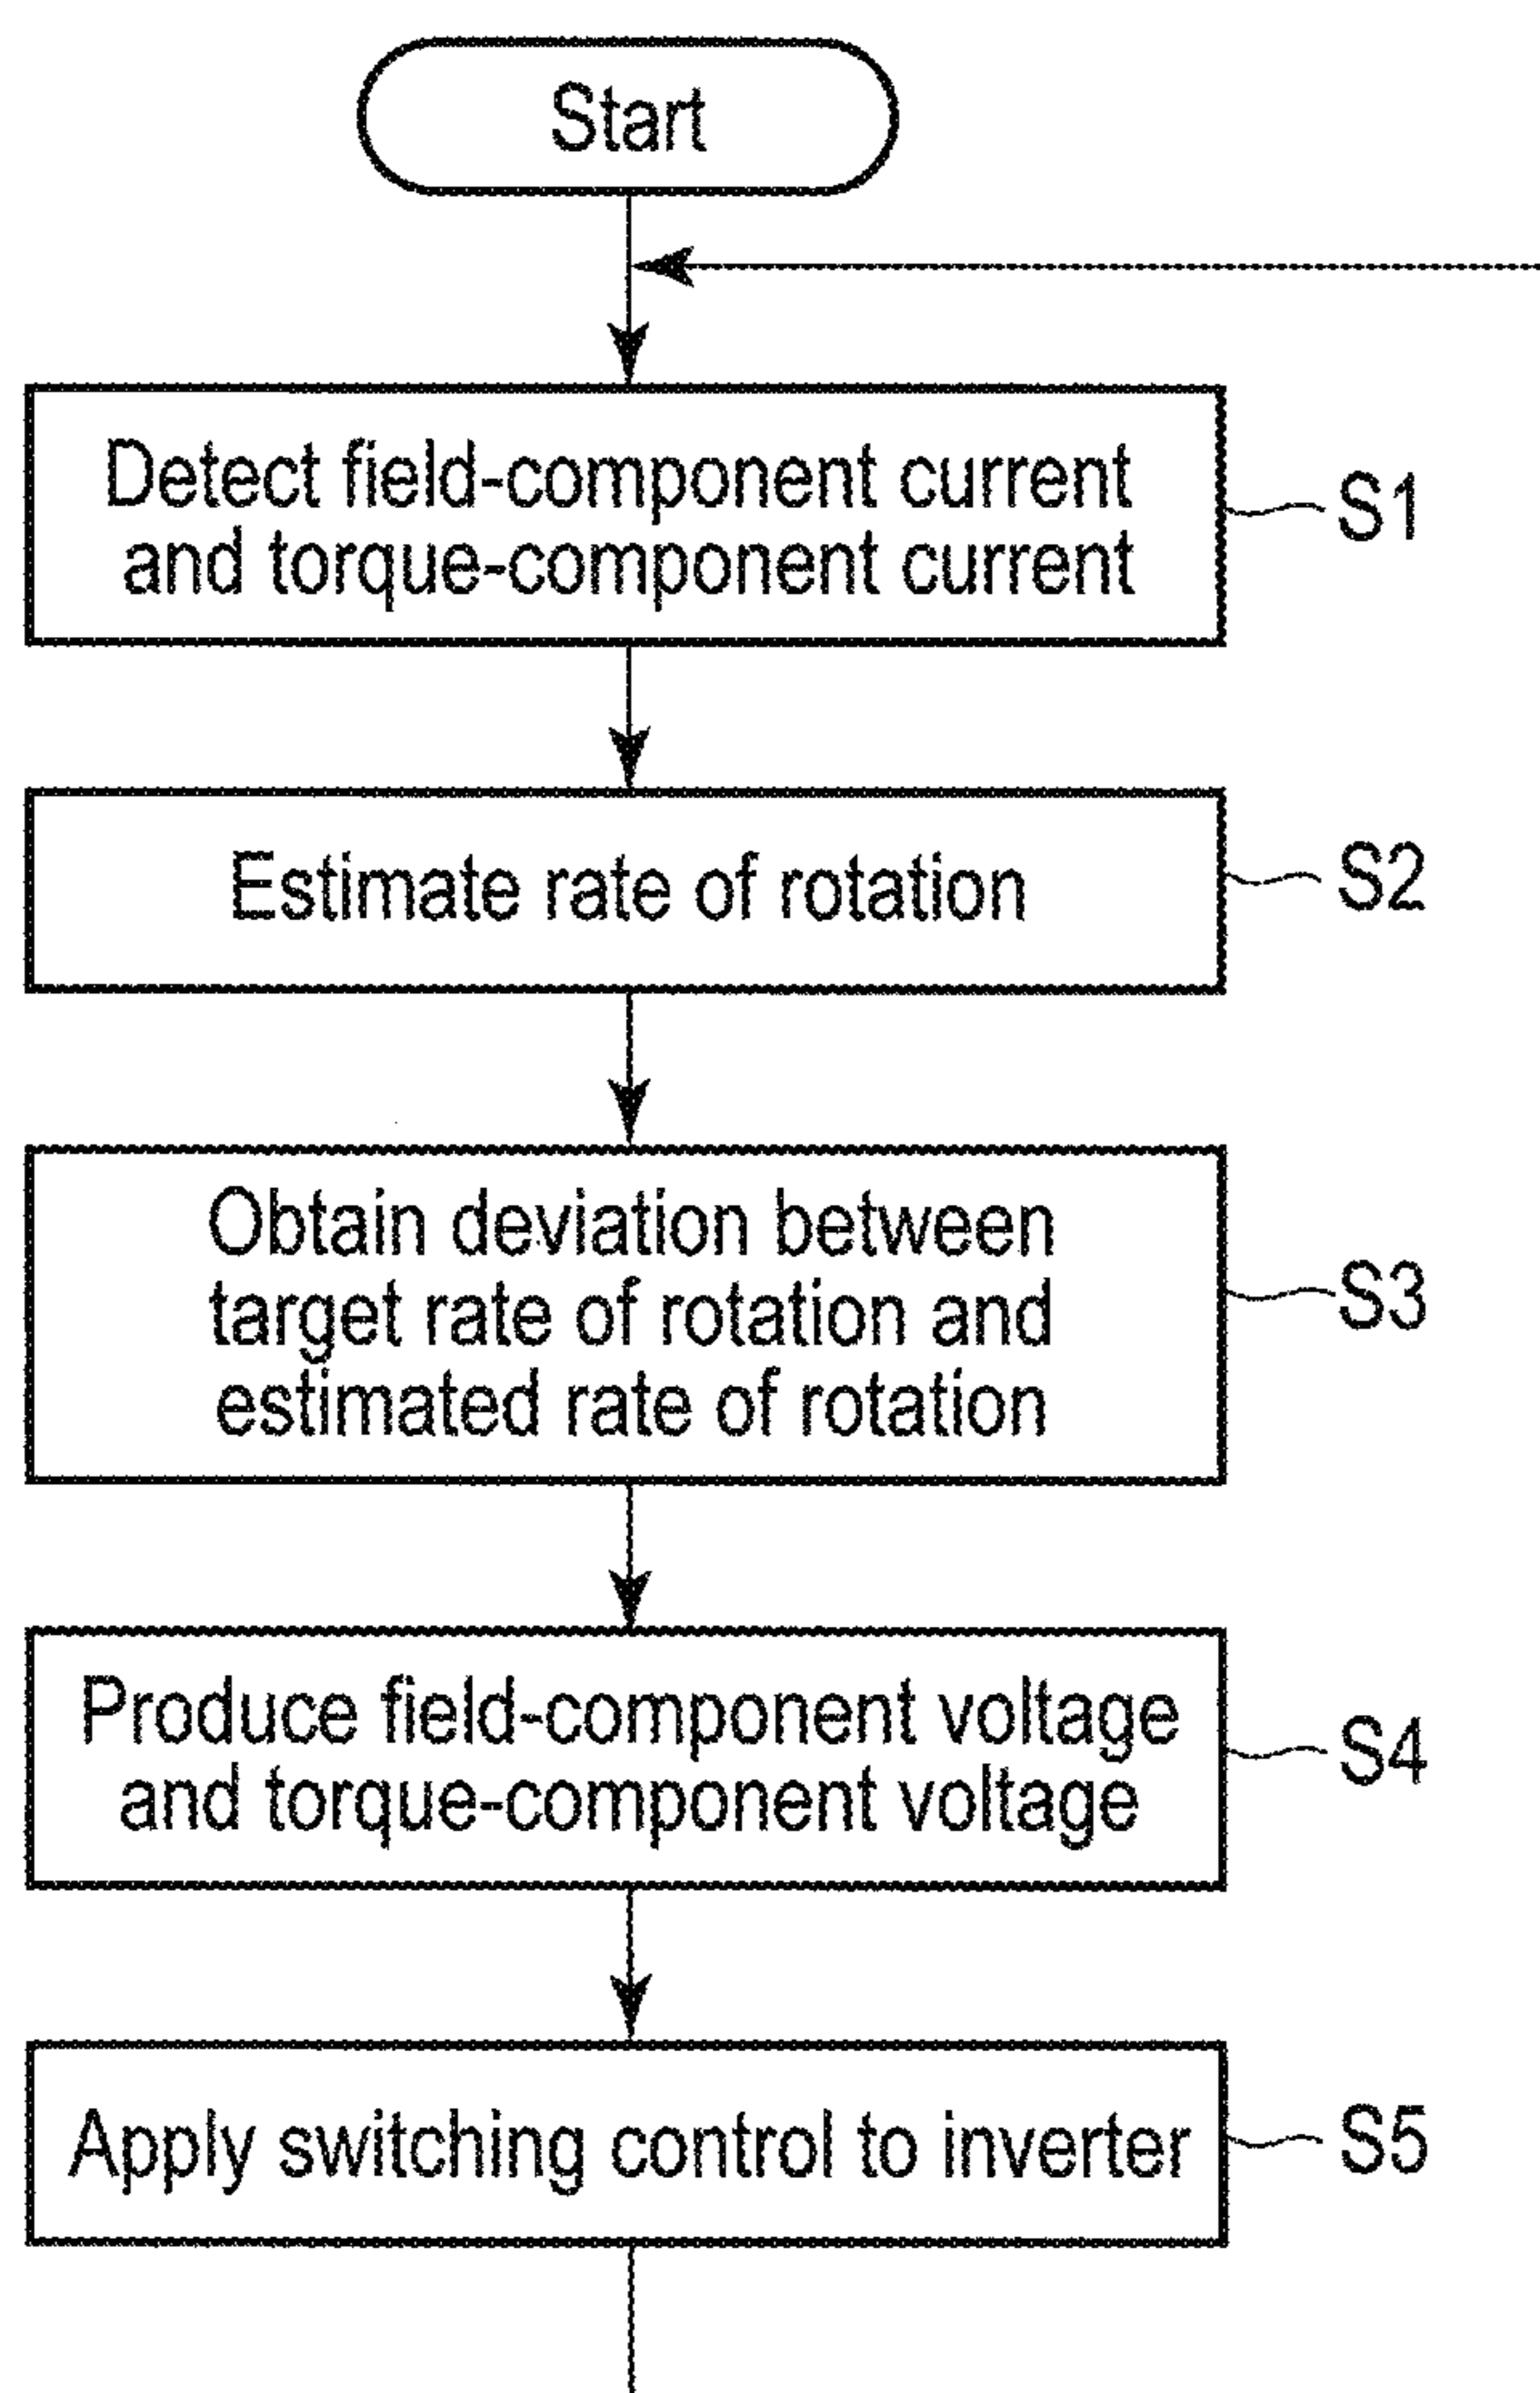 Start
Detect field-component current
and torque-component current
S1
Estimate rate of rotation
S2
Obtain deviation between
target rate of rotation and
estimated rate of rotation
S3
Produce field-component voltage
and torque-component voltage
S4
Apply switching control to inverter
S5